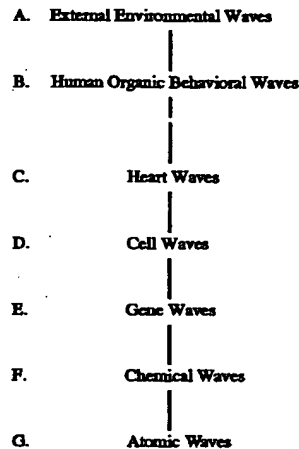 A. External Environmental Waves
B. Human Organic Behavioral Waves
C. Heart Waves
D. Cell Waves
E. Gene Waves
F. Chemical Waves
G. Atomic Waves